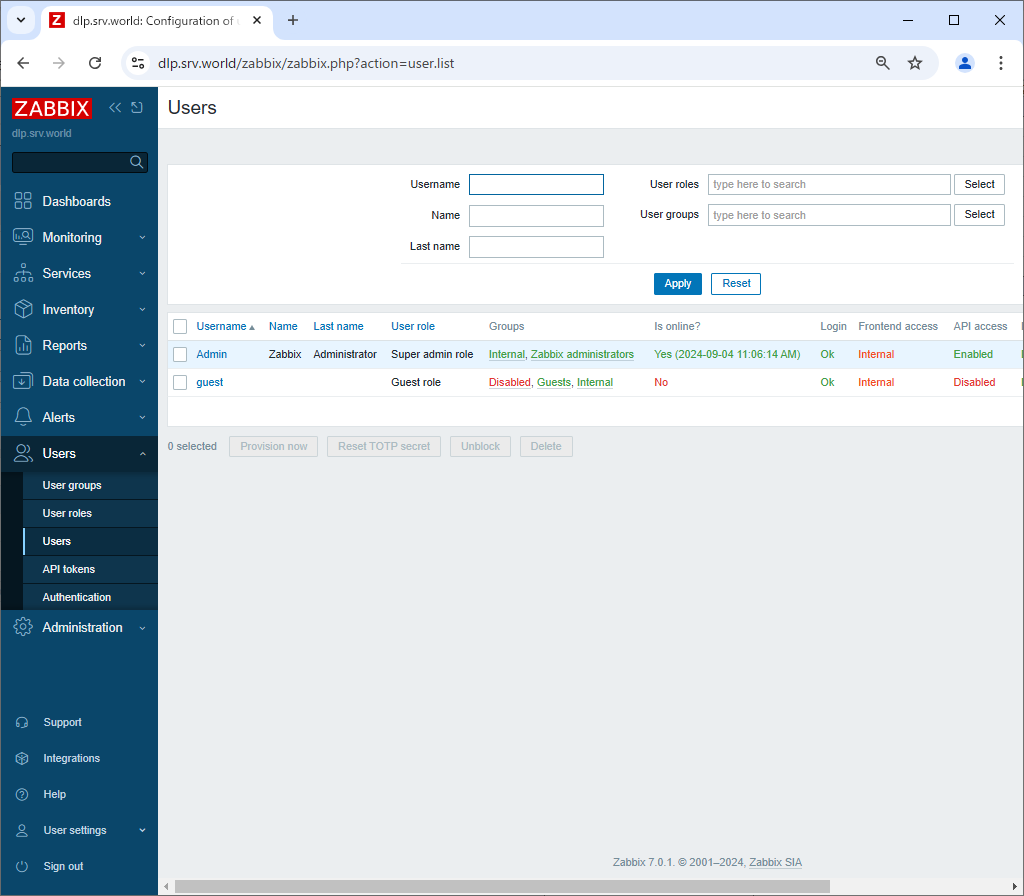 dlp.srv.world: Configuration of
dlp.srv.world/zabbix/zabbix.php?action=user.list
ZABBIX
dlp.srv.world
Dashboards
Monitoring
Services
Inventory
Reports
Data collection
Alerts
Users
User groups
User roles
Users
API tokens
Authentication
Administration
Support
Integrations
Help
User settings
Sign out
Users
Username
User roles type here to search Select
Name
User groups type here to search Select
Last name
Apply Reset
Username Name Last name User role Groups Is online? Login Frontend access API access
Admin Zabbix Administrator Super admin role Internal, Zabbix administrators Yes (2024-09-04 11:06:14 AM) Ok Internal Enabled
guest Guest role Disabled, Guests, Internal No Ok Internal Disabled
0 selected Provision now Reset TOTP secret Unblock Delete
Zabbix 7.0.1. © 2001–2024, Zabbix SIA